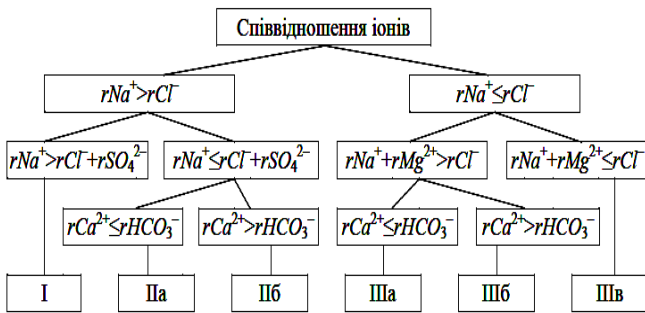 Співвідношення іонів
rNa⁺>rCl⁻ rNa⁺≤rCl⁻
rNa⁺>rCl⁻+rSO₄²⁻ rNa⁺≤rCl⁻+rSO₄²⁻ rNa⁺+rMg²⁺>rCl⁻ rNa⁺+rMg²⁺≤rCl⁻
rCa²⁺≤rHCO₃⁻ rCa²⁺>rHCO₃⁻ rCa²⁺≤rHCO₃⁻ rCa²⁺>rHCO₃⁻
I IIа IIб IIIа IIIб IIIв